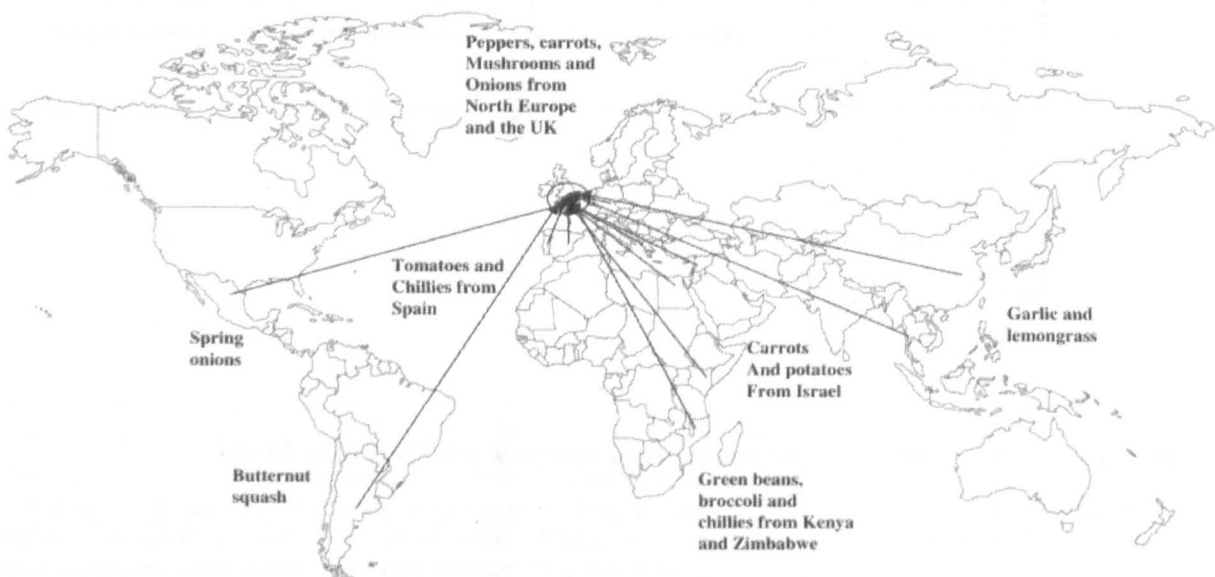 Peppers, carrots,
Mushrooms and
Onions from
North Europe
and the UK
Tomatoes and
Chillies from
Spain
Spring
onions
Garlic and
lemongrass
Carrots
And potatoes
From Israel
Butternut
squash
Green beans,
broccoli and
chillies from Kenya
and Zimbabwe